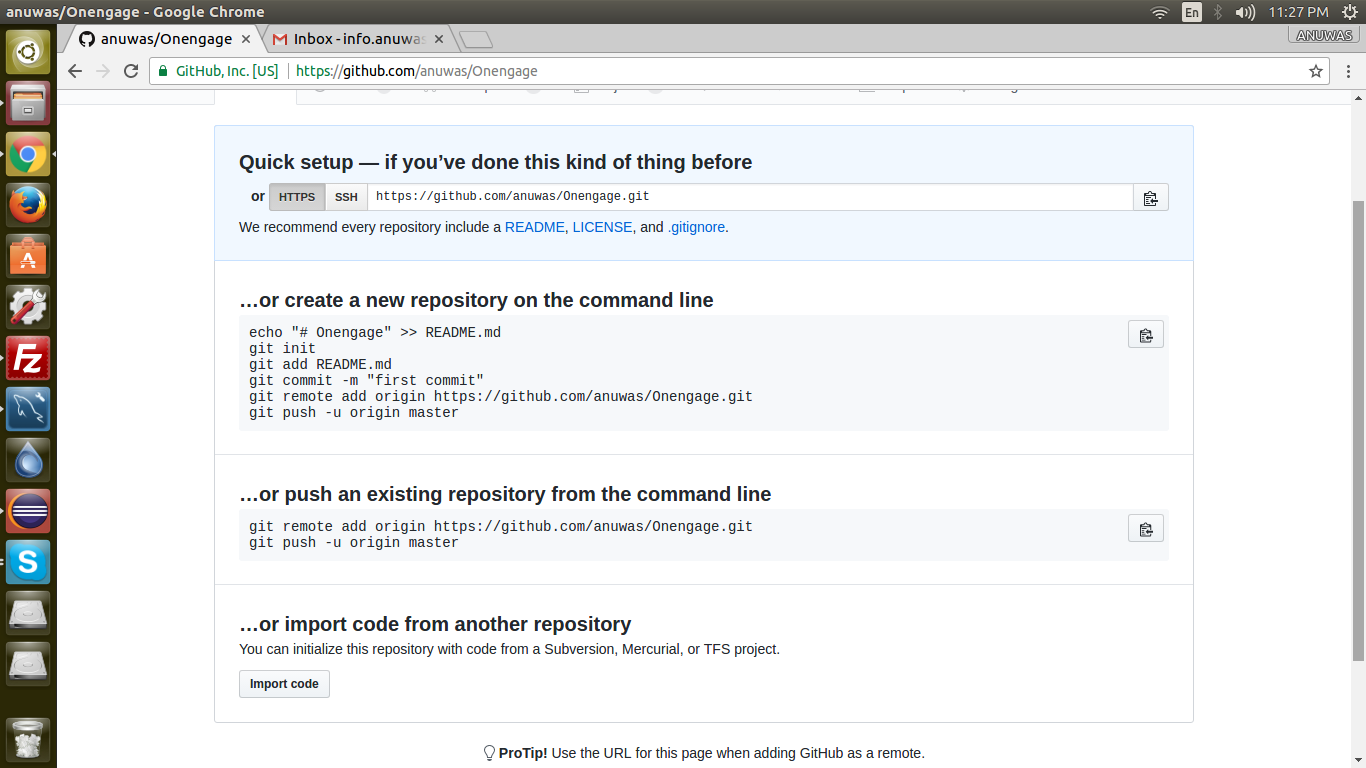 anuwas/Onengage - Google Chrome
En
11:27 PM
anuwas/Onengage ×
Inbox - info.anuwas ×
ANUWAS
GitHub, Inc. [US]
https://github.com/anuwas/Onengage
Quick setup — if you’ve done this kind of thing before
or HTTPS SSH https://github.com/anuwas/Onengage.git
We recommend every repository include a README, LICENSE, and .gitignore.
…or create a new repository on the command line
echo "# Onengage" >> README.md
git init
git add README.md
git commit -m "first commit"
git remote add origin https://github.com/anuwas/Onengage.git
git push -u origin master
…or push an existing repository from the command line
git remote add origin https://github.com/anuwas/Onengage.git
git push -u origin master
…or import code from another repository
You can initialize this repository with code from a Subversion, Mercurial, or TFS project.
Import code
ProTip! Use the URL for this page when adding GitHub as a remote.